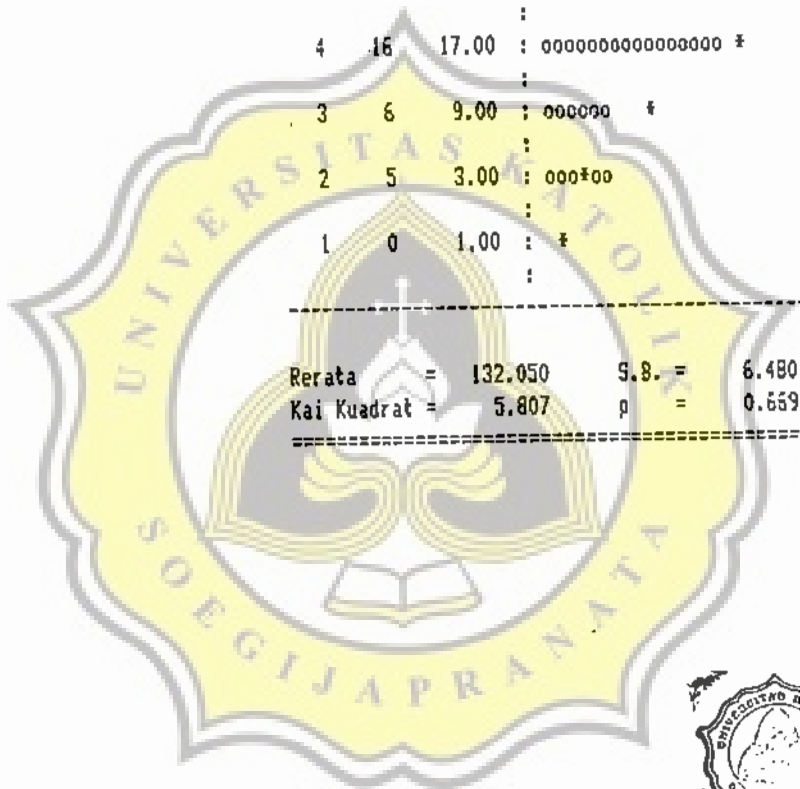 :
4 16 17.00 : oooooooooooooooo *
:
3 6 9.00 : oooooo *
:
2 5 3.00 : ooo*oo
:
1 0 1.00 : *
:
Rerata = 132.050 S.B. = 6.480
Kai Kuadrat = 5.807 p = 0.669
UNIVERSITAS KATOLIK
SOEGIJAPRANATA